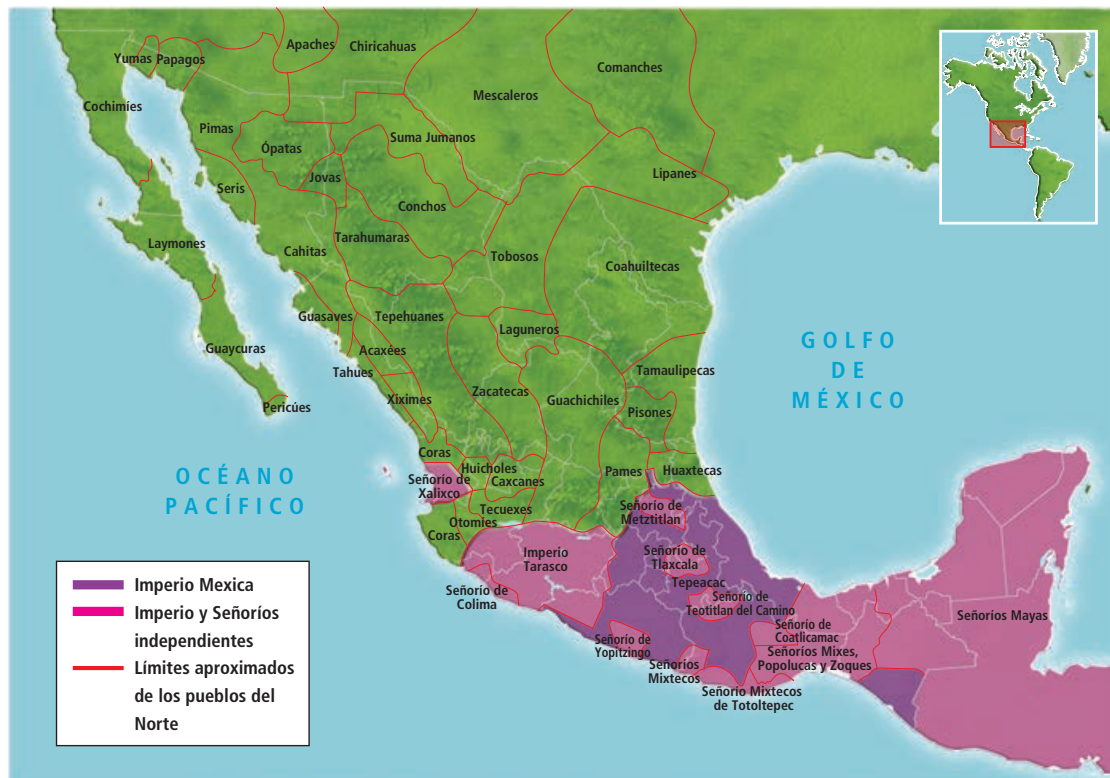 Apaches
Chiricahuas
Yumas
Papagos
Comanches
Cochimíes
Mescaleros
Pimas
Suma Jumanos
Ópatas
Jovas
Lipanes
Seris
Conchos
Laymones
Tarahumaras
Cahitas
Tobosos
Coahuiltecas
Guasaves
Tepehuanes
Laguneros
Guaycuras
Acaxées
GOLFO
DE
MÉXICO
Tahues
Tamaulipecas
Zacatecas
Guachichiles
Xiximes
Pericúes
Pisones
Coras
Huicholes
Pames
Huaxtecas
OCÉANO
PACÍFICO
Señorío de
Xalixco
Caxcanes
Tecuexes
Señorío de
Metztitlan
Otomies
Coras
Imperio
Tarasco
Señorío de
Tlaxcala
Tepeacac
Señorío de
Colima
Señorío de
Teotitlan del Camino
Señoríos Mayas
Señorío de
Coatlicamac
Señorío de
Yopitzingo
Señoríos Mixes,
Popolucas y Zoques
Señoríos
Mixtecos
Señorío Mixtecos
de Totoltepec
Imperio Mexica
Imperio y Señoríos
independientes
Límites aproximados
de los pueblos del
Norte